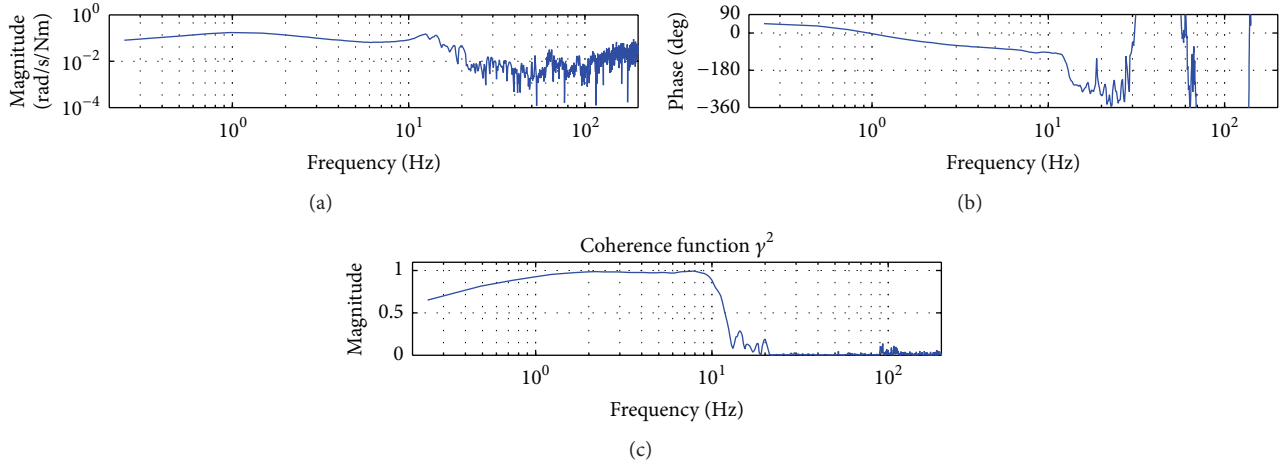 Magnitude
(rad/s/Nm)
10^0
10^−2
10^−4
10^0
10^1
10^2
Frequency (Hz)
(a)
Phase (deg)
90
0
−180
−360
10^0
10^1
10^2
Frequency (Hz)
(b)
Coherence function γ^2
Magnitude
1
0.5
0
10^0
10^1
10^2
Frequency (Hz)
(c)